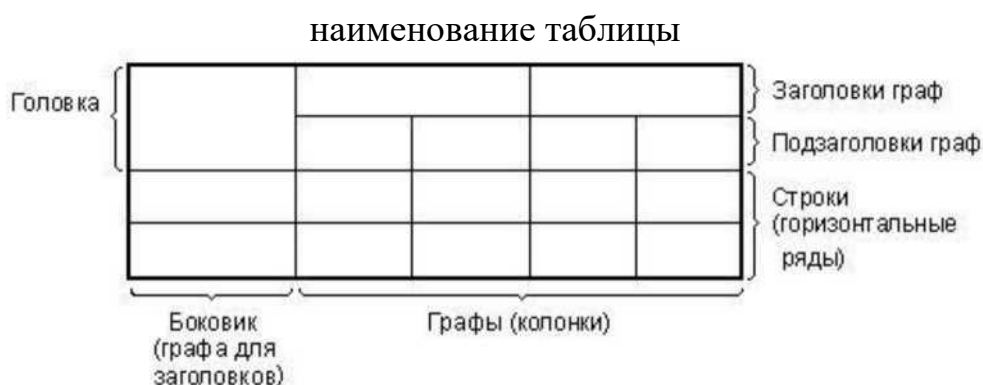 наименование таблицы
Головка
Заголовки граф
Подзаголовки граф
Строки
(горизонтальные
ряды)
Боковик
(графа для
заголовков)
Графы (колонки)